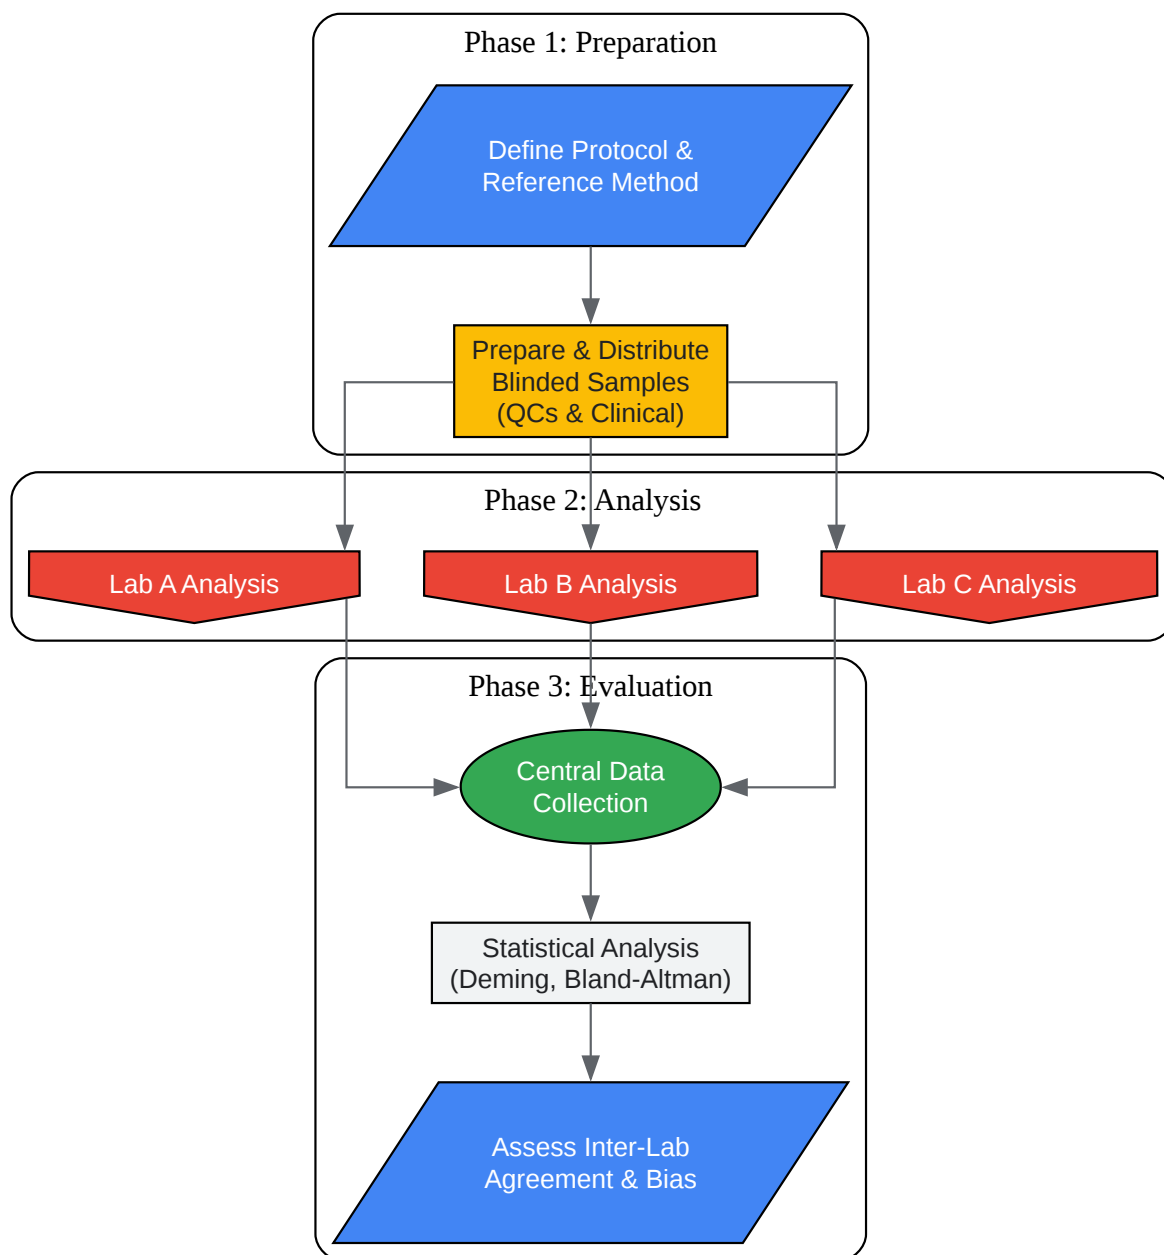 Phase 1: Preparation
Define Protocol &
Reference Method
Prepare & Distribute
Blinded Samples
(QCs & Clinical)
Phase 2: Analysis
Lab A Analysis
Lab B Analysis
Lab C Analysis
Phase 3: Evaluation
Central Data
Collection
Statistical Analysis
(Deming, Bland-Altman)
Assess Inter-Lab
Agreement & Bias